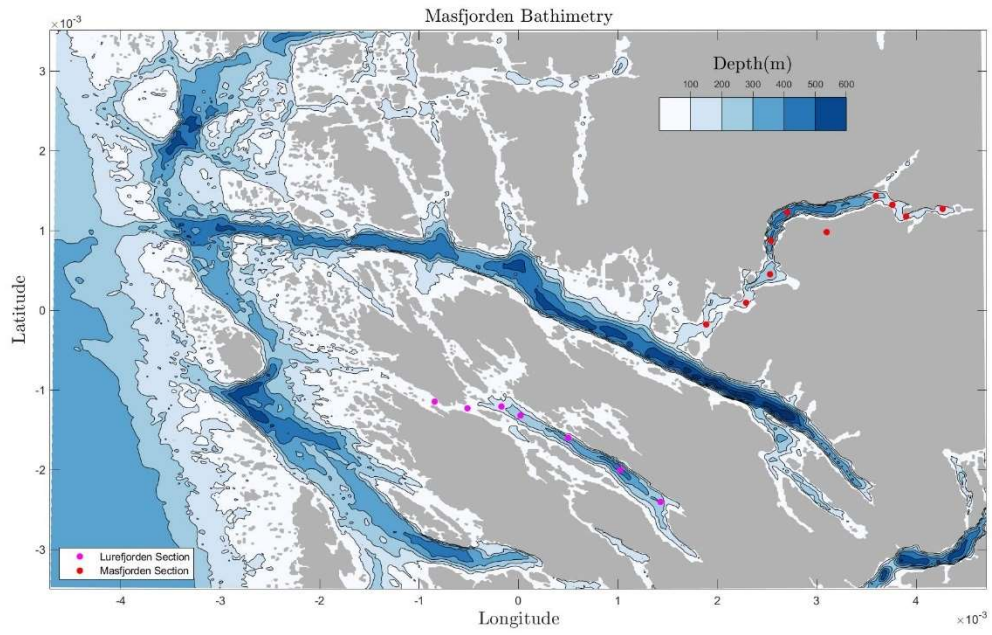 Masfjorden Bathimetry
×10⁻³
Depth(m)
100 200 300 400 500 600
3
2
1
0
-1
-2
-3
Latitude
Lurefjorden Section
Masfjorden Section
-4 -3 -2 -1 0 1 2 3 4
Longitude
×10⁻³